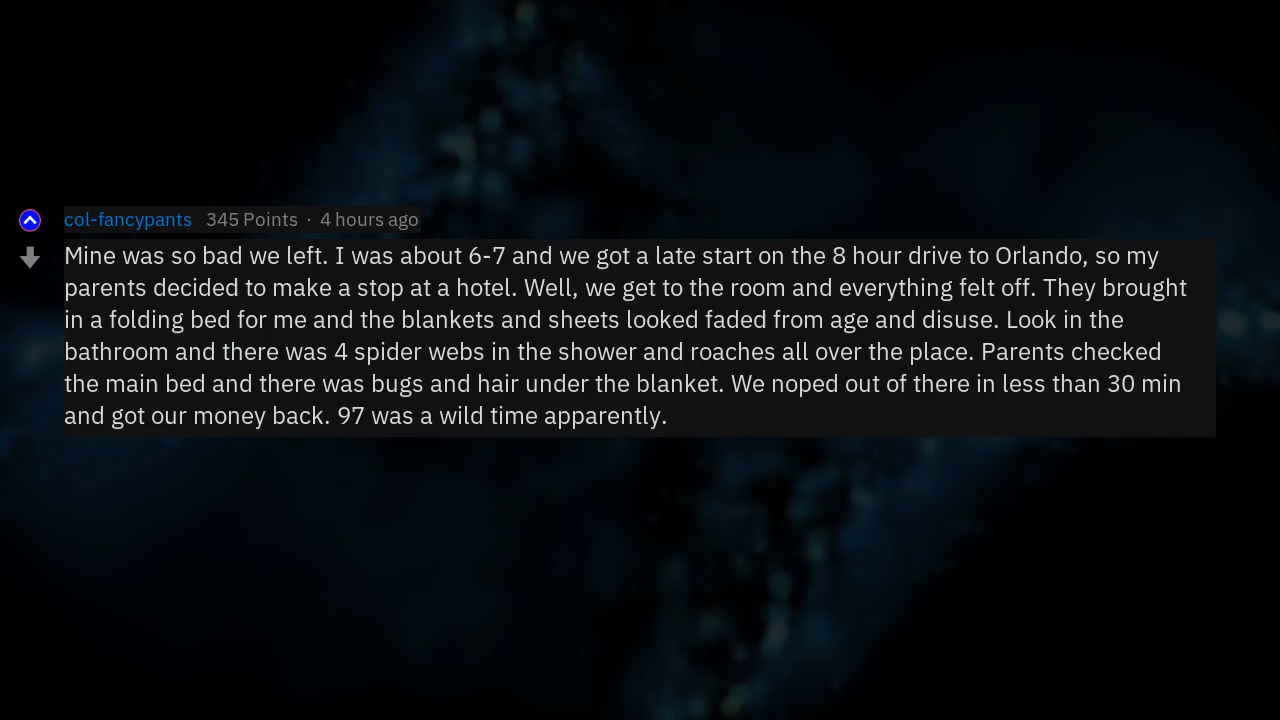 col-fancypants 345 Points · 4 hours ago
Mine was so bad we left. I was about 6-7 and we got a late start on the 8 hour drive to Orlando, so my
parents decided to make a stop at a hotel. Well, we get to the room and everything felt off. They brought
in a folding bed for me and the blankets and sheets looked faded from age and disuse. Look in the
bathroom and there was 4 spider webs in the shower and roaches all over the place. Parents checked
the main bed and there was bugs and hair under the blanket. We noped out of there in less than 30 min
and got our money back. 97 was a wild time apparently.